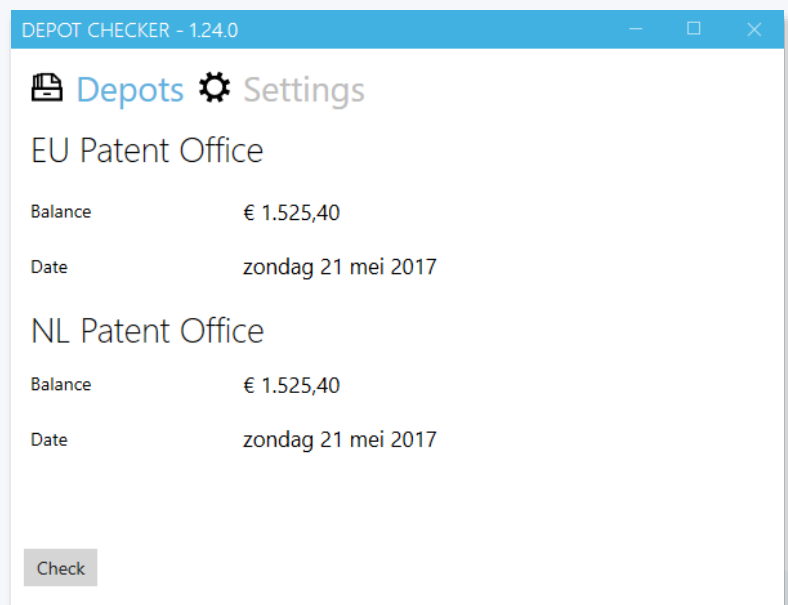 DEPOT CHECKER - 1.24.0
Depots Settings
EU Patent Office
Balance € 1.525,40
Date zondag 21 mei 2017
NL Patent Office
Balance € 1.525,40
Date zondag 21 mei 2017
Check